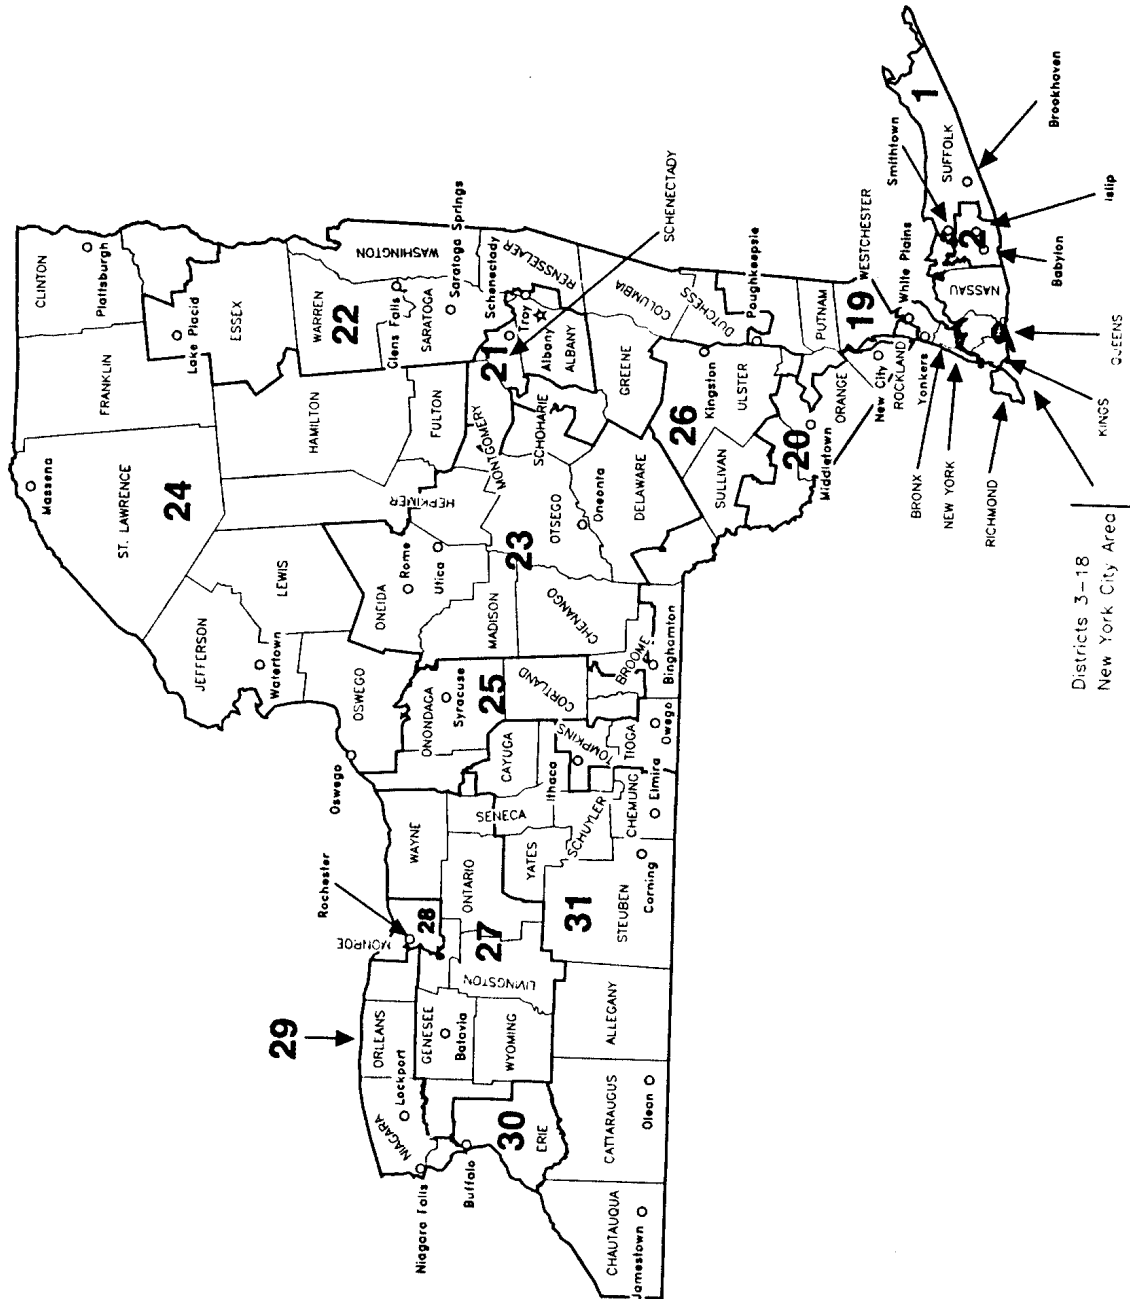 CLINTON
Plattsburgh
FRANKLIN
Massena
ST. LAWRENCE
24
Lake Placid
ESSEX
HAMILTON
WARREN
22
WASHINGTON
Glens Falls
SARATOGA
Saratoga Springs
FULTON
HERKIMER
LEWIS
JEFFERSON
Watertown
OSWEGO
Oswego
ONEIDA
Rome
Utica
MADISON
23
MONTGOMERY
21
Schenectady
SCHENECTADY
Troy
RENSSELAER
Albany
ALBANY
SCHOHARIE
OTSEGO
Oneonta
CHENANGO
ONONDAGA
Syracuse
25
CORTLAND
CAYUGA
SENECA
WAYNE
ONTARIO
YATES
Rochester
MONROE
28
27
LIVINGSTON
29
ORLEANS
GENESEE
Batavia
WYOMING
NIAGARA
Lockport
Niagara Falls
Buffalo
30
ERIE
CHAUTAUQUA
Jamestown
CATTARAUGUS
Olean
ALLEGANY
31
STEUBEN
Corning
SCHUYLER
CHEMUNG
Elmira
Ithaca
TOMPKINS
TIOGA
Owego
BROOME
Binghamton
DELAWARE
GREENE
COLUMBIA
26
Kingston
ULSTER
SULLIVAN
DUTCHESS
Poughkeepsie
20
Middletown
ORANGE
PUTNAM
19
WESTCHESTER
White Plains
New City
ROCKLAND
Yonkers
BRONX
NEW YORK
RICHMOND
KINGS
QUEENS
NASSAU
2
SUFFOLK
1
Smithtown
Babylon
Islip
Brookhaven
Districts 3-18
New York City Area